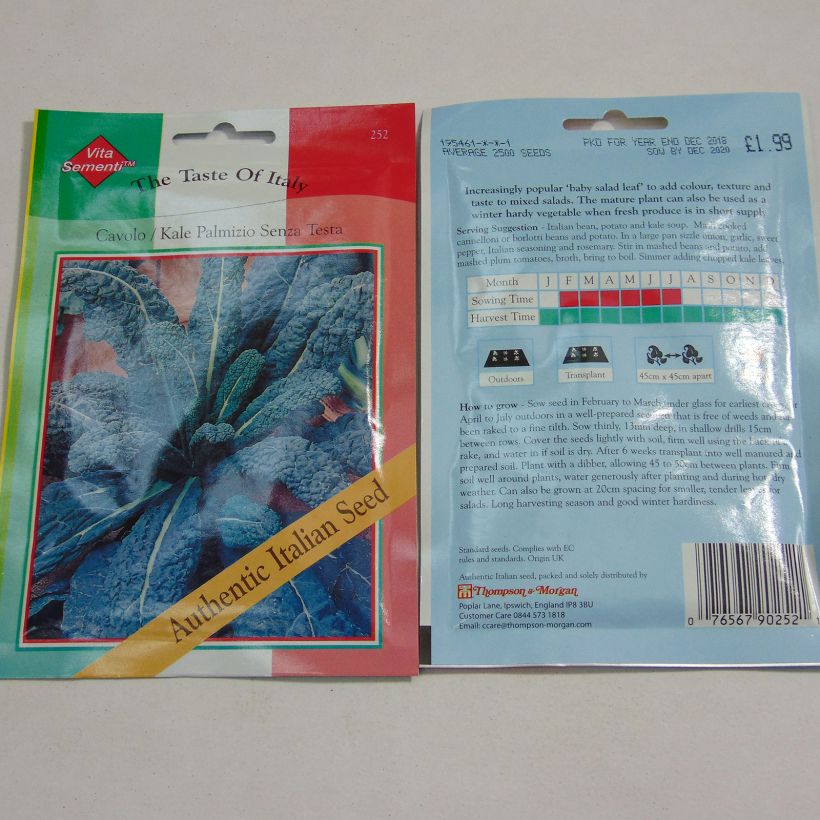 252
Vita
Sementi™
The Taste Of Italy
Cavolo / Kale Palmizio Senza Testa
Authentic Italian Seed
AVERAGE 2500 SEEDS
PKD FOR YEAR END DEC 2018
SOW BY DEC 2020
£1.99
Increasingly popular 'baby salad leaf' to add colour, texture and
taste to mixed salads. The mature plant can also be used as a
winter hardy vegetable when fresh produce is in short supply
Serving Suggestion - Italian bean, potato and kale soup. Mash cooked
cannelloni or borlotti beans and potato. In a large pan sizzle onion, garlic, sweet
pepper, Italian seasoning and rosemary. Stir in mashed beans and potato, add
mashed plum tomatoes, broth, bring to boil. Simmer adding chopped kale leaves.
Month J F M A M J J A S O N D
Sowing Time
Harvest Time
Outdoors
Transplant
45cm x 45cm apart
How to grow - Sow seed in February to March under glass for earliest crops or
April to July outdoors in a well-prepared seedbed that is free of weeds and has
been raked to a fine tilth. Sow thinly, 13mm deep, in shallow drills 15cm
between rows. Cover the seeds lightly with soil, firm well using the back of a
rake, and water in if soil is dry. After 6 weeks transplant into well manured and
prepared soil. Plant with a dibber, allowing 45 to 50cm between plants. Firm
soil well around plants, water generously after planting and during hot, dry
weather. Can also be grown at 20cm spacing for smaller, tender leaves for
salads. Long harvesting season and good winter hardiness.
Standard seeds. Complies with EC
rules and standards. Origin UK
Authentic Italian seed, packed and solely distributed by
Thompson & Morgan
Poplar Lane, Ipswich, England IP8 3BU
Customer Care 0844 573 1818
Email: ccare@thompson-morgan.com
0 76567 90252 1